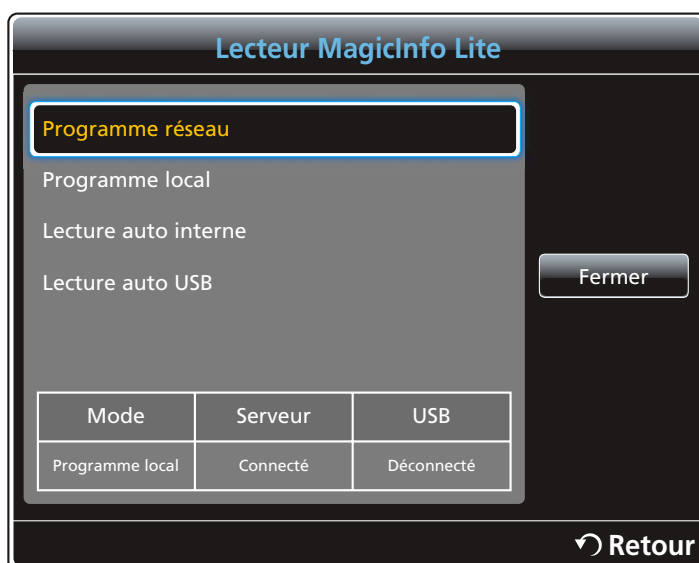 Lecteur MagicInfo Lite
Programme réseau
Programme local
Lecture auto interne
Lecture auto USB
Fermer
Mode Serveur USB
Programme local Connecté Déconnecté
Retour